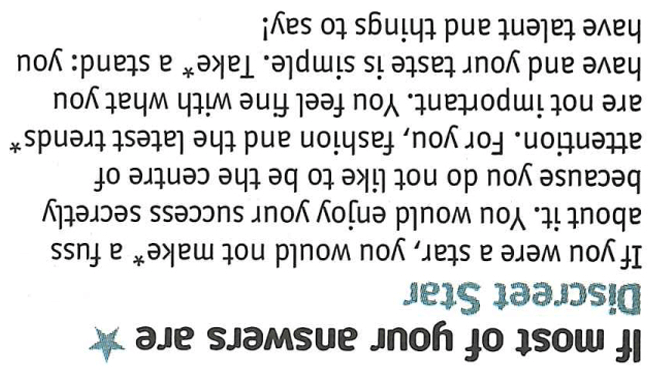 If most of your answers are ★
Discreet Star
If you were a star, you would not make* a fuss
about it. You would enjoy your success secretly
because you do not like to be the centre of
attention. For you, fashion and the latest trends*
are not important. You feel fine with what you
have and your taste is simple. Take* a stand: you
have talent and things to say!